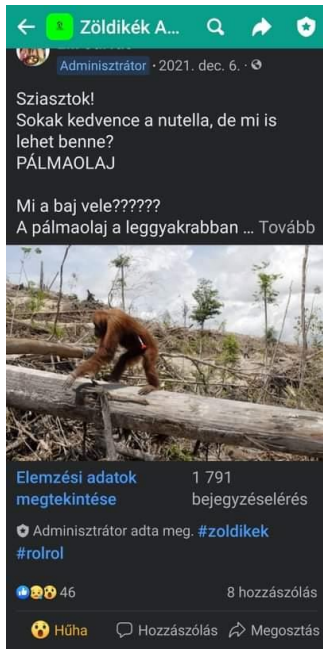 Zöldikék A...
Adminisztrátor · 2021. dec. 6. ·
Sziasztok!
Sokak kedvence a nutella, de mi is
lehet benne?
PÁLMAOLAJ
Mi a baj vele??????
A pálmaolaj a leggyakrabban ... Tovább
Elemzési adatok
megtekintése
1 791
bejegyzéselérés
Adminisztrátor adta meg. #zoldikek
#rolrol
46
8 hozzászólás
Hűha
Hozzászólás
Megosztás